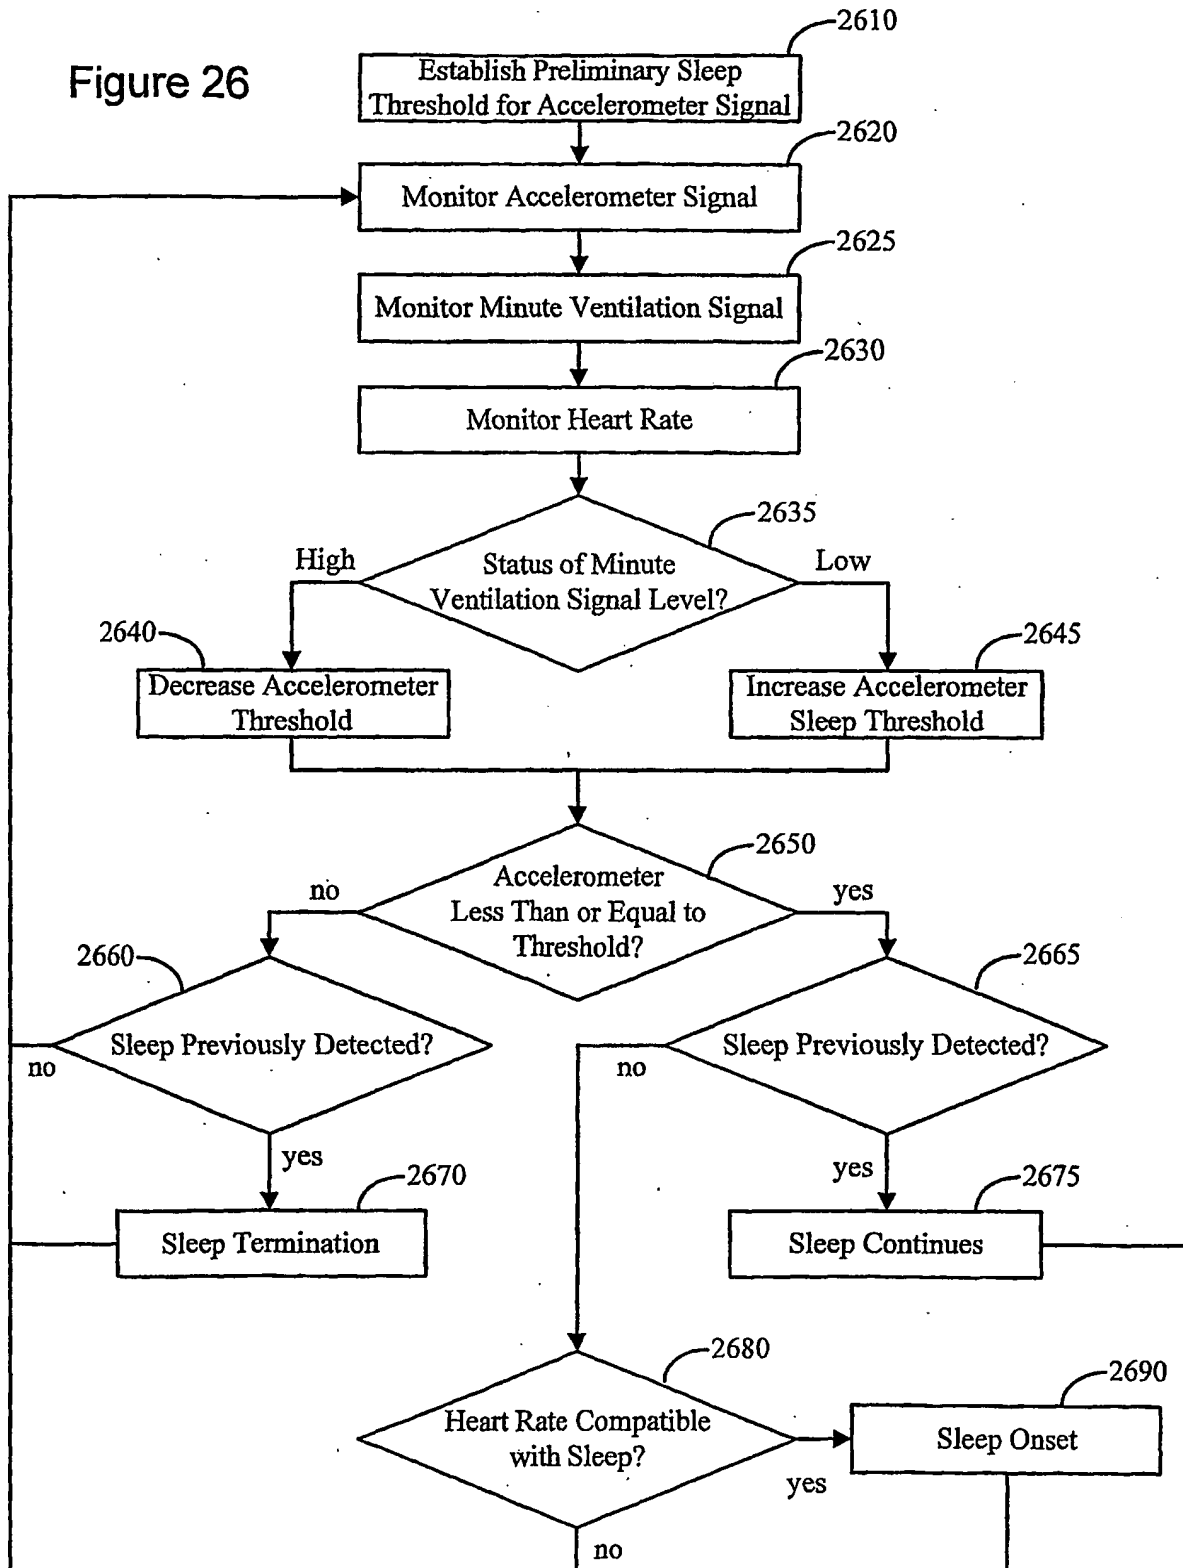 2610
Figure 26
Establish Preliminary Sleep
Threshold for Accelerometer Signal
2620
Monitor Accelerometer Signal
2625
Monitor Minute Ventilation Signal
2630
Monitor Heart Rate
2635
High
Status of Minute
Ventilation Signal Level?
Low
2640
2645
Decrease Accelerometer
Threshold
Increase Accelerometer
Sleep Threshold
2650
no
Accelerometer
Less Than or Equal to
Threshold?
yes
2660
2665
Sleep Previously Detected?
Sleep Previously Detected?
no
no
yes
2670
yes
2675
Sleep Termination
Sleep Continues
2680
2690
Heart Rate Compatible
with Sleep?
Sleep Onset
yes
no